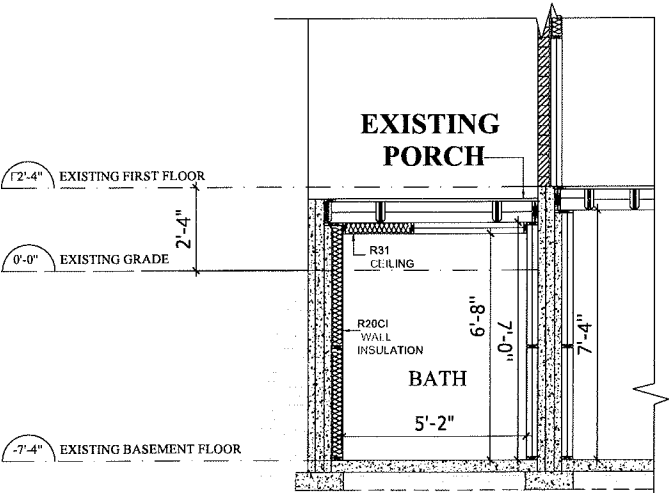 EXISTING
PORCH
2'-4" EXISTING FIRST FLOOR
2'-4"
0'-0" EXISTING GRADE
R31
CEILING
R20CI
WALL
INSULATION
6'-8"
7'-0"
7'-4"
BATH
5'-2"
-7'-4" EXISTING BASEMENT FLOOR